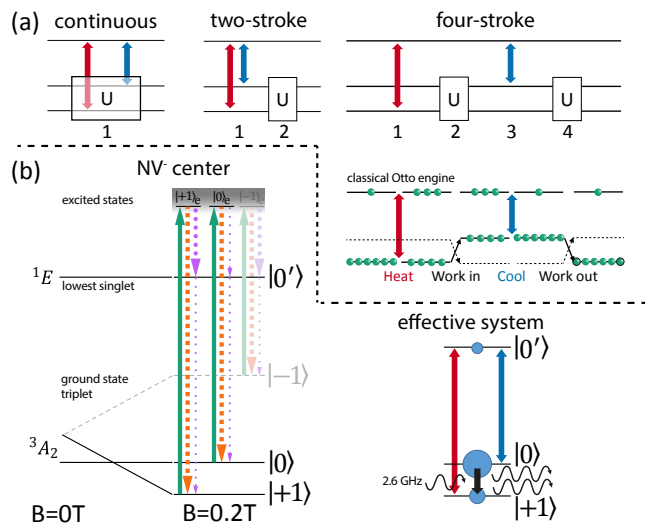 (a) continuous two-stroke four-stroke
U U U U
1 1 2 1 2 3 4
(b) NV⁻ center
excited states |+1⟩e |0⟩e |−1⟩e
¹E |0'⟩
lowest singlet
ground state
triplet
|−1⟩
³A₂
|0⟩
|+1⟩
B=0T B=0.2T
classical Otto engine
Heat Work in Cool Work out
effective system
|0'⟩
|0⟩
2.6 GHz
|+1⟩